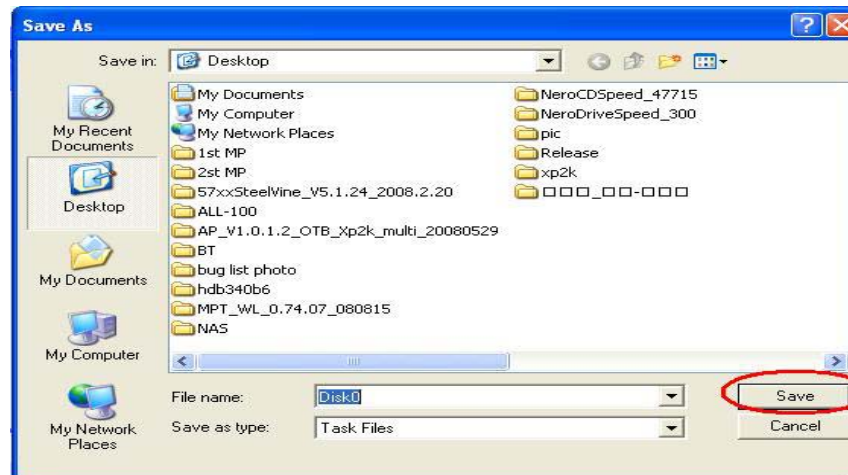 Save As
Save in:
Desktop
My Recent
Documents
Desktop
My Documents
My Computer
My Network
Places
My Documents
My Computer
My Network Places
1st MP
2st MP
57xxSteelVine_V5.1.24_2008.2.20
ALL-100
AP_V1.0.1.2_OTB_Xp2k_multi_20080529
BT
bug list photo
hdb340b6
MPT_WL_0.74.07_080815
NAS
NeroCDSpeed_47715
NeroDriveSpeed_300
pic
Release
xp2k
□□□_□□-□□□
File name:
Disk0
Save
Save as type:
Task Files
Cancel